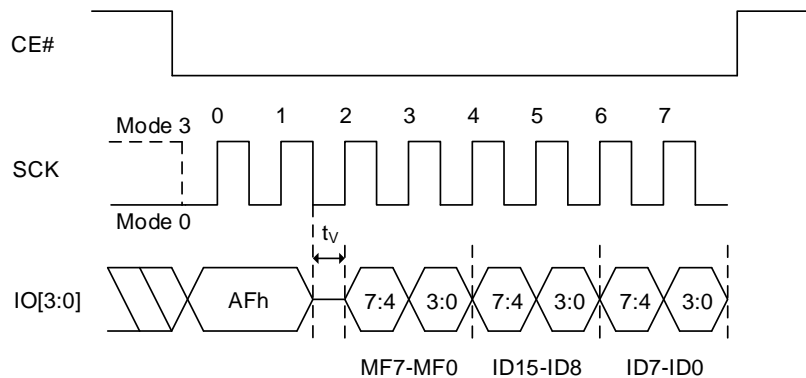 CE#
Mode 3
0 1 2 3 4 5 6 7
SCK
Mode 0
tV
IO[3:0]
AFh
7:4 3:0 7:4 3:0 7:4 3:0
MF7-MF0 ID15-ID8 ID7-ID0